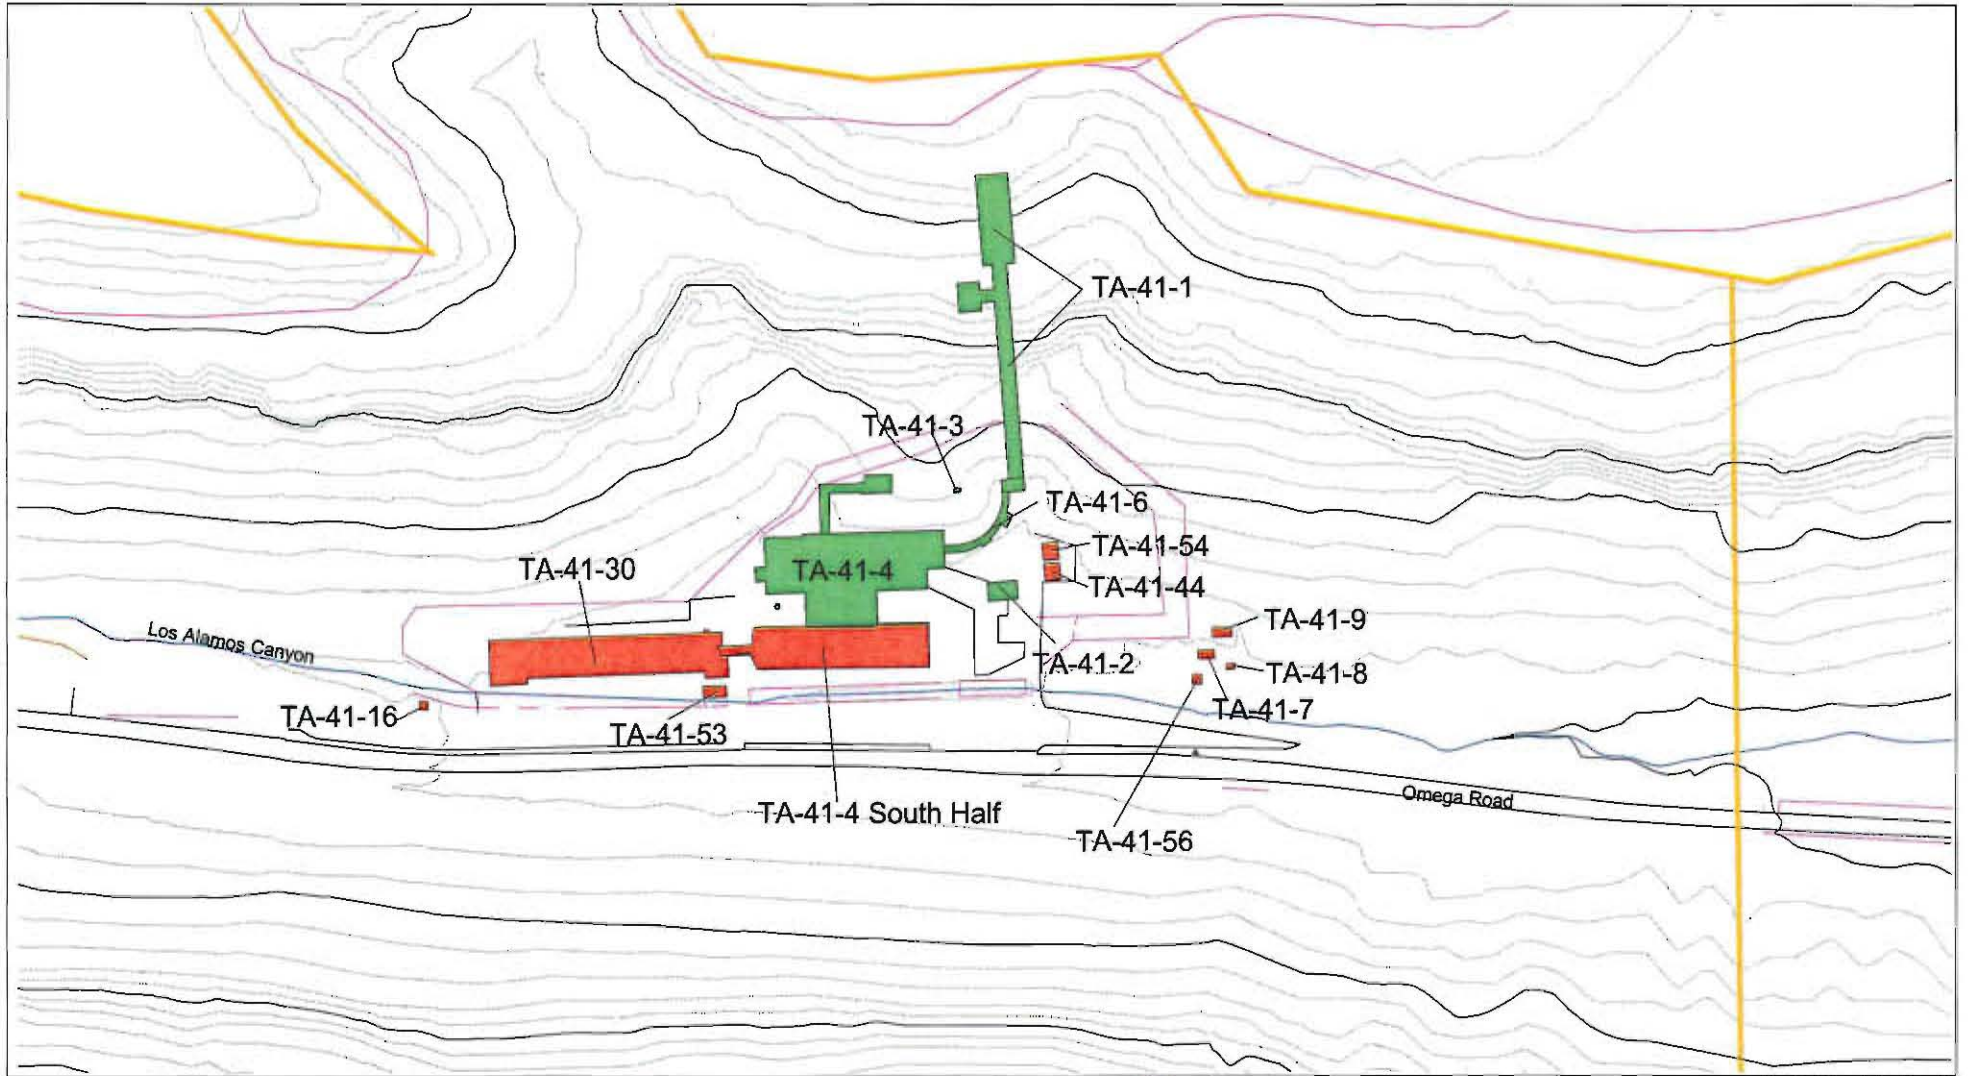 TA-41-1
TA-41-3
TA-41-6
TA-41-54
TA-41-30
TA-41-4
TA-41-44
TA-41-9
Los Alamos Canyon
TA-41-2
TA-41-8
TA-41-16
TA-41-7
TA-41-53
Omega Road
TA-41-4 South Half
TA-41-56